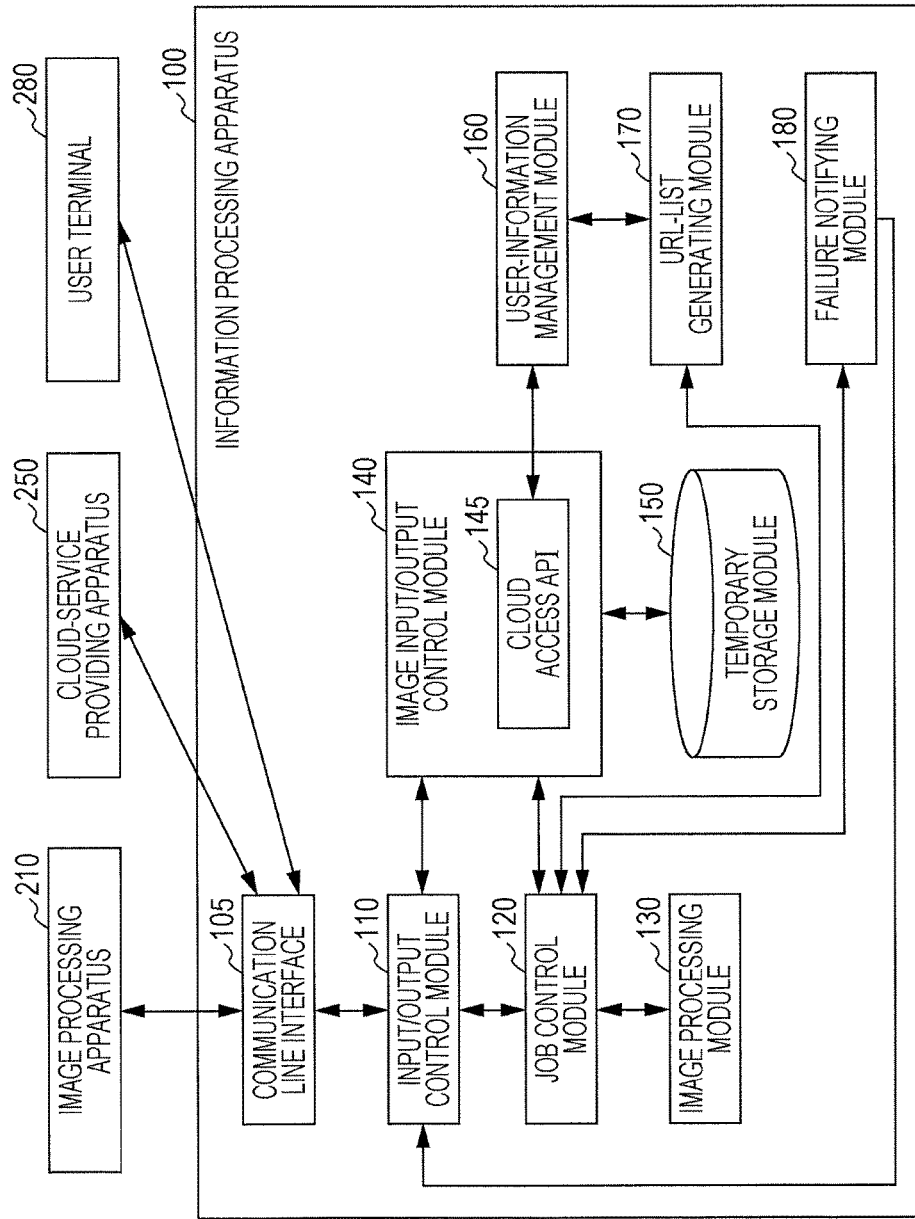 210
IMAGE PROCESSING
APPARATUS
250
CLOUD-SERVICE
PROVIDING APPARATUS
280
USER TERMINAL
100
INFORMATION PROCESSING APPARATUS
105
COMMUNICATION
LINE INTERFACE
110
INPUT/OUTPUT
CONTROL MODULE
120
JOB CONTROL
MODULE
130
IMAGE PROCESSING
MODULE
140
IMAGE INPUT/OUTPUT
CONTROL MODULE
145
CLOUD
ACCESS API
150
TEMPORARY
STORAGE MODULE
160
USER-INFORMATION
MANAGEMENT MODULE
170
URL-LIST
GENERATING MODULE
180
FAILURE NOTIFYING
MODULE